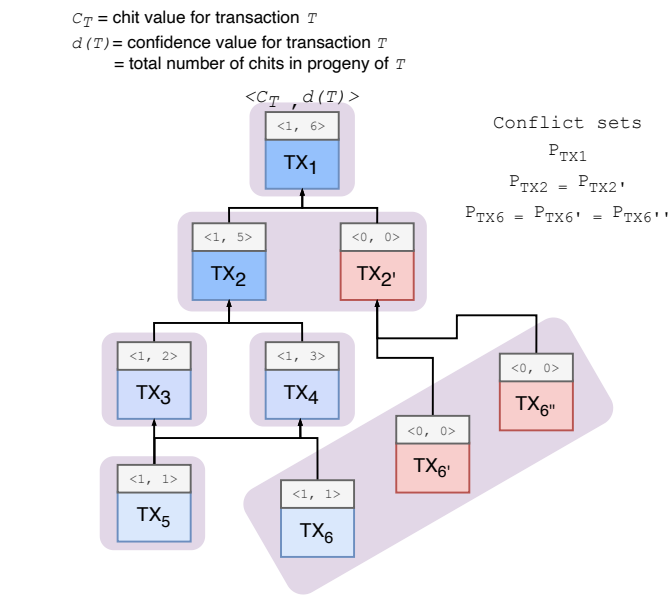 C_T = chit value for transaction T
d(T) = confidence value for transaction T
= total number of chits in progeny of T
<C_T, d(T)>
Conflict sets
P_TX1
P_TX2 = P_TX2'
P_TX6 = P_TX6' = P_TX6''
<1, 6>
TX1
<1, 5>
TX2
<0, 0>
TX2'
<1, 2>
TX3
<1, 3>
TX4
<0, 0>
TX6"
<0, 0>
TX6'
<1, 1>
TX5
<1, 1>
TX6